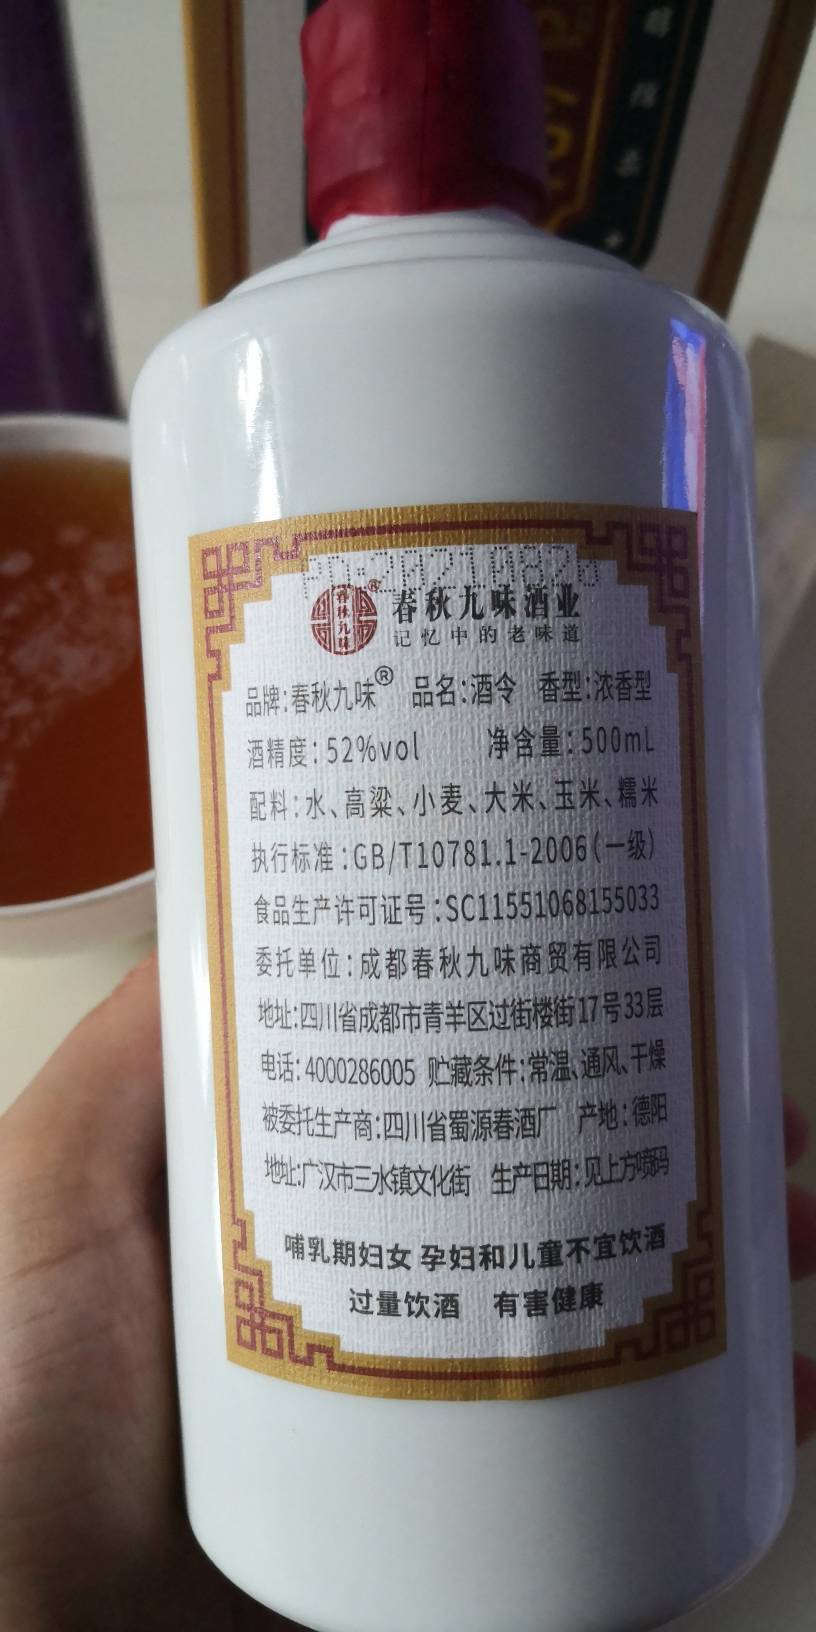 PD:20210826
春秋九味
春秋九味酒业
记忆中的老味道
品牌:春秋九味® 品名:酒令 香型:浓香型
酒精度:52%vol 净含量:500mL
配料:水、高粱、小麦、大米、玉米、糯米
执行标准:GB/T10781.1-2006(一级)
食品生产许可证号:SC11551068155033
委托单位:成都春秋九味商贸有限公司
地址:四川省成都市青羊区过街楼街17号33层
电话:4000286005 贮藏条件:常温、通风、干燥
被委托生产商:四川省蜀源春酒厂 产地:德阳
地址:广汉市三水镇文化街 生产日期:见上方喷码
哺乳期妇女 孕妇和儿童不宜饮酒
过量饮酒 有害健康